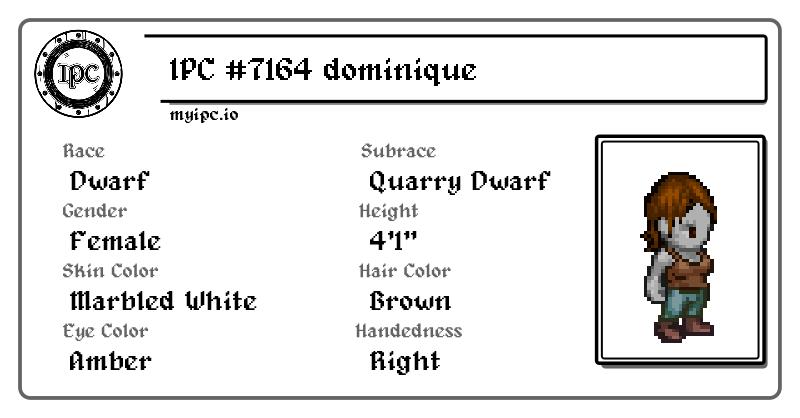 IPC
IPC #7164 dominique
myipc.io
Race
Dwarf
Subrace
Quarry Dwarf
Gender
Female
Height
4'1"
Skin Color
Marbled White
Hair Color
Brown
Eye Color
Amber
Handedness
Right